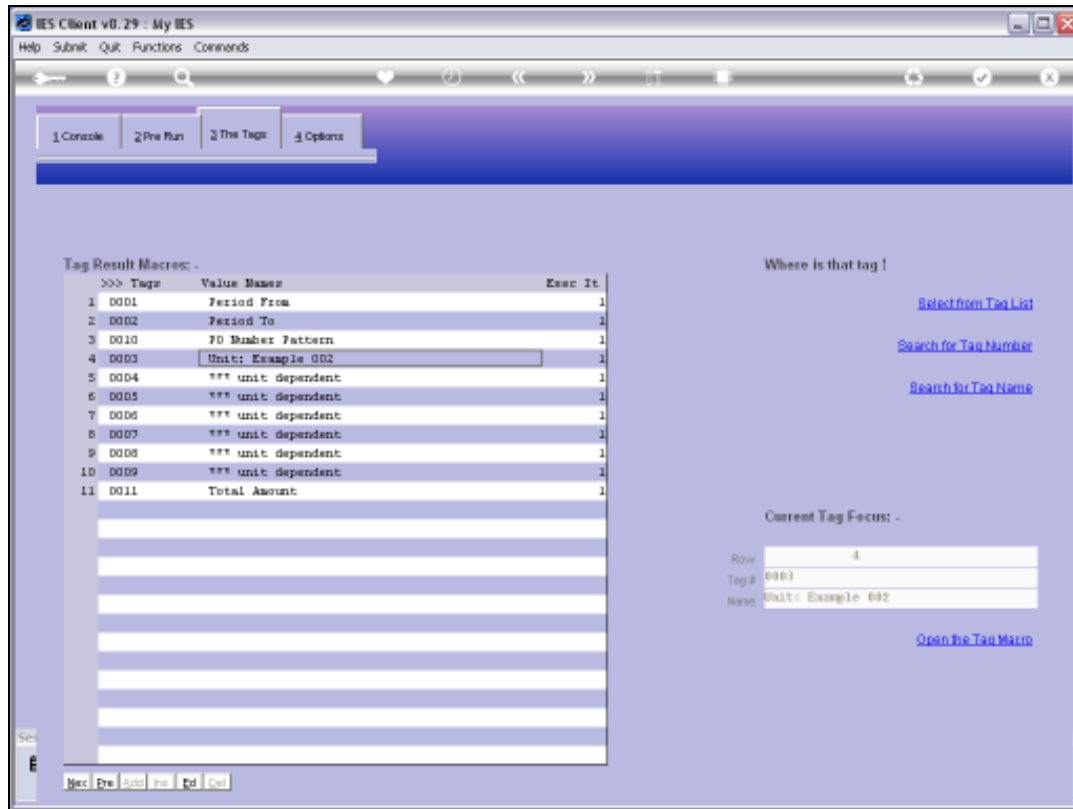 IES Client v8.29 : My IES
Help Submit Quit Functions Commands
1 Console 2 Pre Run 3 The Tags 4 Options
Tag Result Macros: -
Where is that tag !
>>> Tags Value Names Exec It
1 0001 Period From 1
2 0002 Period To 1
3 0010 PO Number Pattern 1
4 0003 Unit: Example 002 1
5 0004 *** unit dependent 1
6 0005 *** unit dependent 1
7 0006 *** unit dependent 1
8 0007 *** unit dependent 1
9 0008 *** unit dependent 1
10 0009 *** unit dependent 1
11 0011 Total Amount 1
Select from Tag List
Search for Tag Number
Search for Tag Name
Current Tag Focus: -
Row 4
Tag # 0003
Name Unit: Example 002
Open the Tag Macro
Nex Pre Add Ins Ed Del